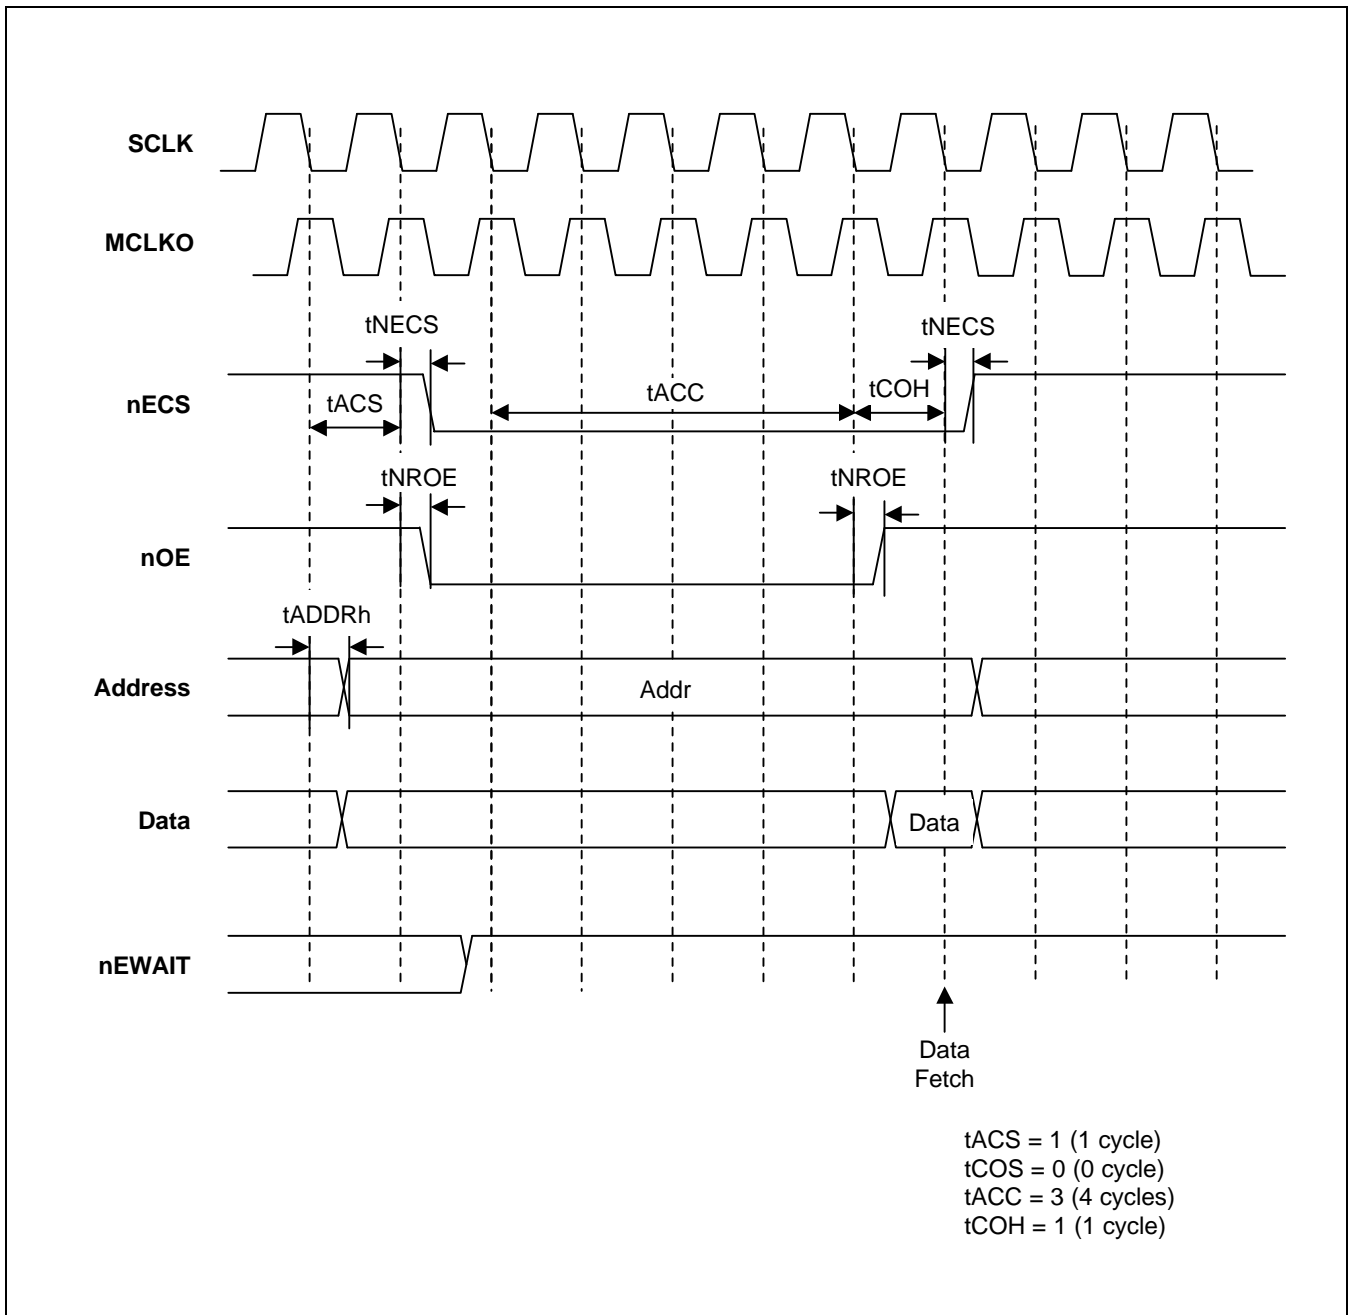 SCLK
MCLKO
tNECS
tNECS
nECS
tACS
tACC
tCOH
tNROE
tNROE
nOE
tADDRh
Address
Addr
Data
Data
nEWAIT
Data
Fetch
tACS = 1 (1 cycle)
tCOS = 0 (0 cycle)
tACC = 3 (4 cycles)
tCOH = 1 (1 cycle)